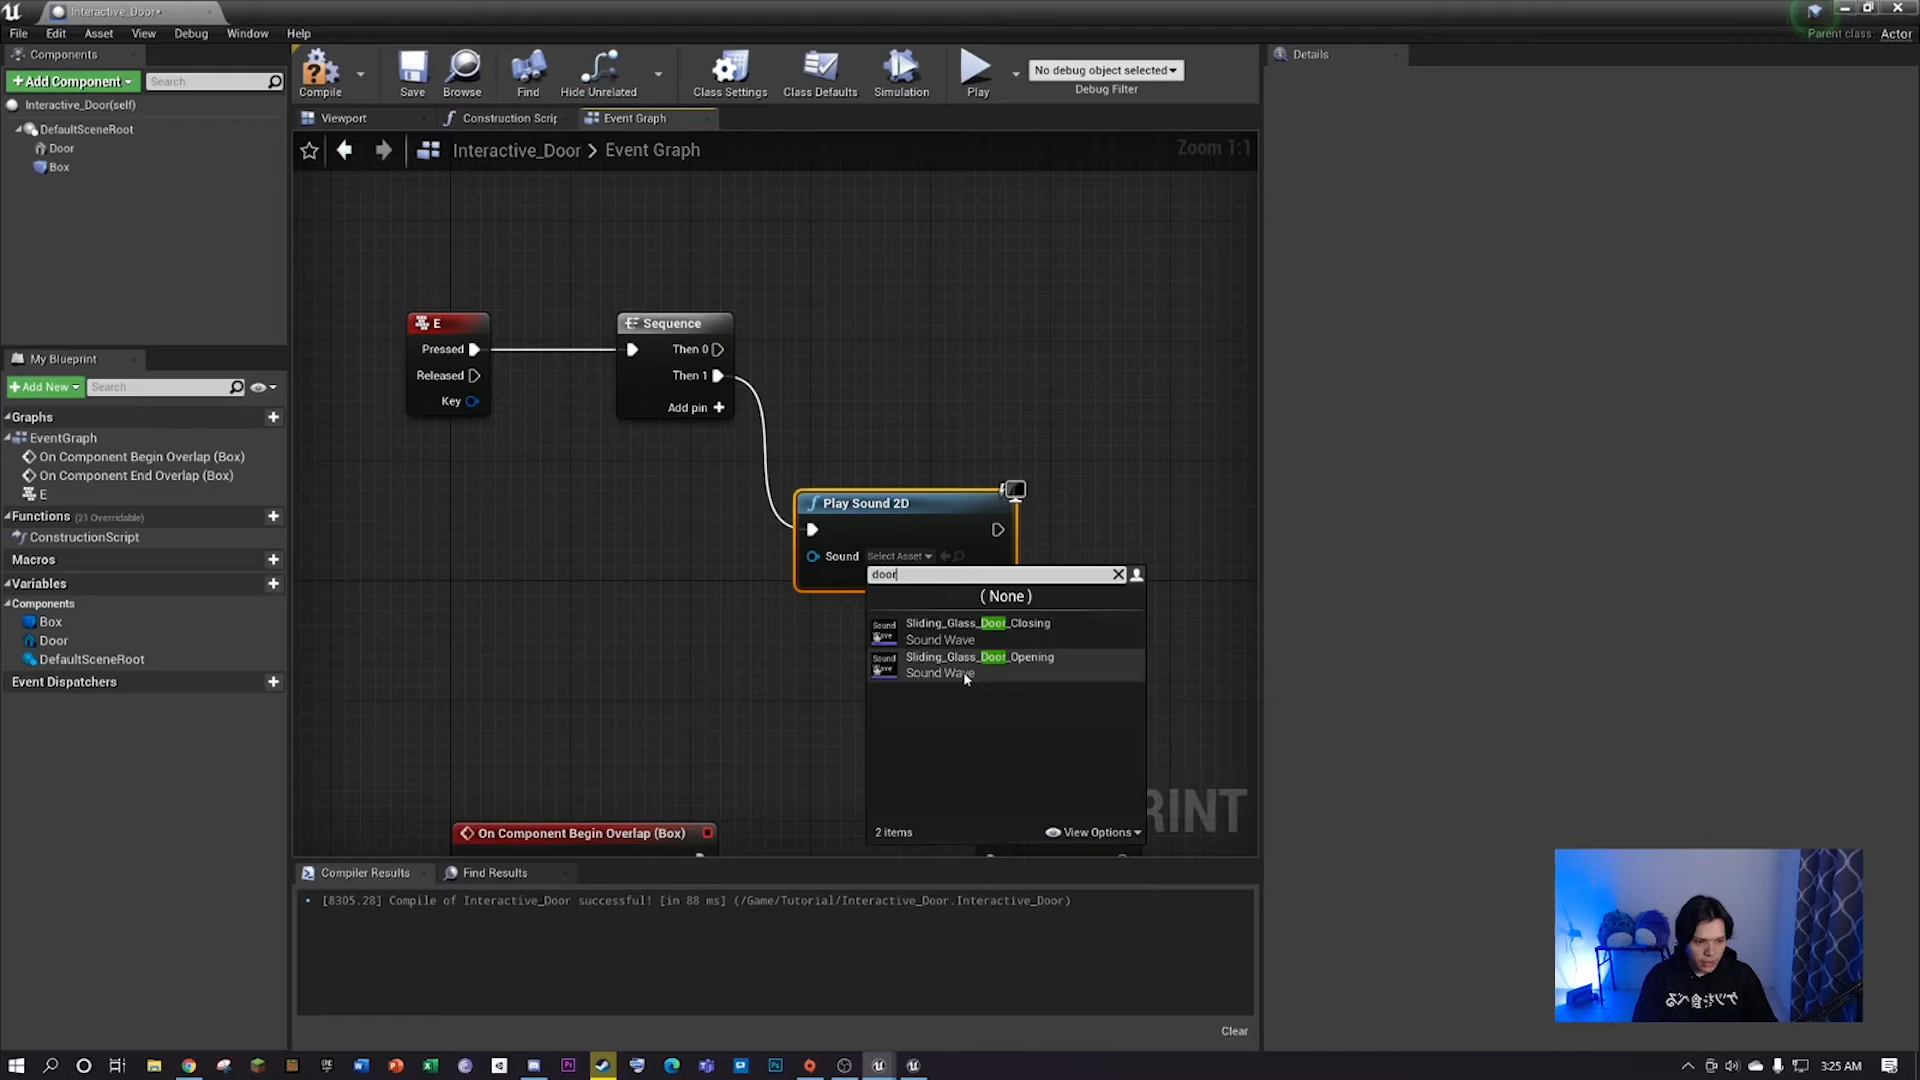 Interactive_Door*
File Edit Asset View Debug Window Help
Parent class: Actor
Components
+Add Component
Search
Interactive_Door(self)
DefaultSceneRoot
Door
Box
Compile Save Browse Find Hide Unrelated Class Settings Class Defaults Simulation Play
No debug object selected
Debug Filter
Details
Viewport
Construction Scrip
Event Graph
Interactive_Door > Event Graph
Zoom 1:1
My Blueprint
+Add New
Search
Graphs
EventGraph
On Component Begin Overlap (Box)
On Component End Overlap (Box)
E
Functions (21 Overridable)
ConstructionScript
Macros
Variables
Components
Box
Door
DefaultSceneRoot
Event Dispatchers
E
Pressed
Released
Key
Sequence
Then 0
Then 1
Add pin +
Play Sound 2D
Sound Select Asset
door
( None )
Sound Wave
Sliding_Glass_Door_Closing
Sound Wave
Sound Wave
Sliding_Glass_Door_Opening
Sound Wave
2 items
View Options
RINT
On Component Begin Overlap (Box)
Compiler Results
Find Results
[8305.28] Compile of Interactive_Door successful! [in 88 ms] (/Game/Tutorial/Interactive_Door.Interactive_Door)
Clear
3:25 AM